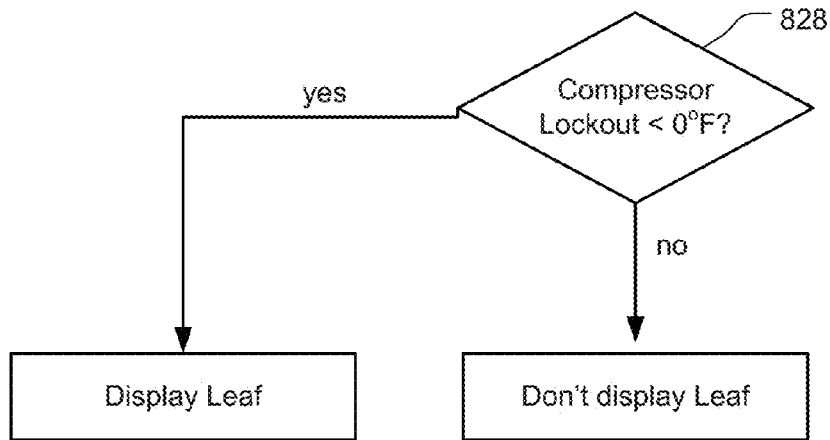 828
Compressor
Lockout < 0°F?
yes
no
Display Leaf
Don't display Leaf